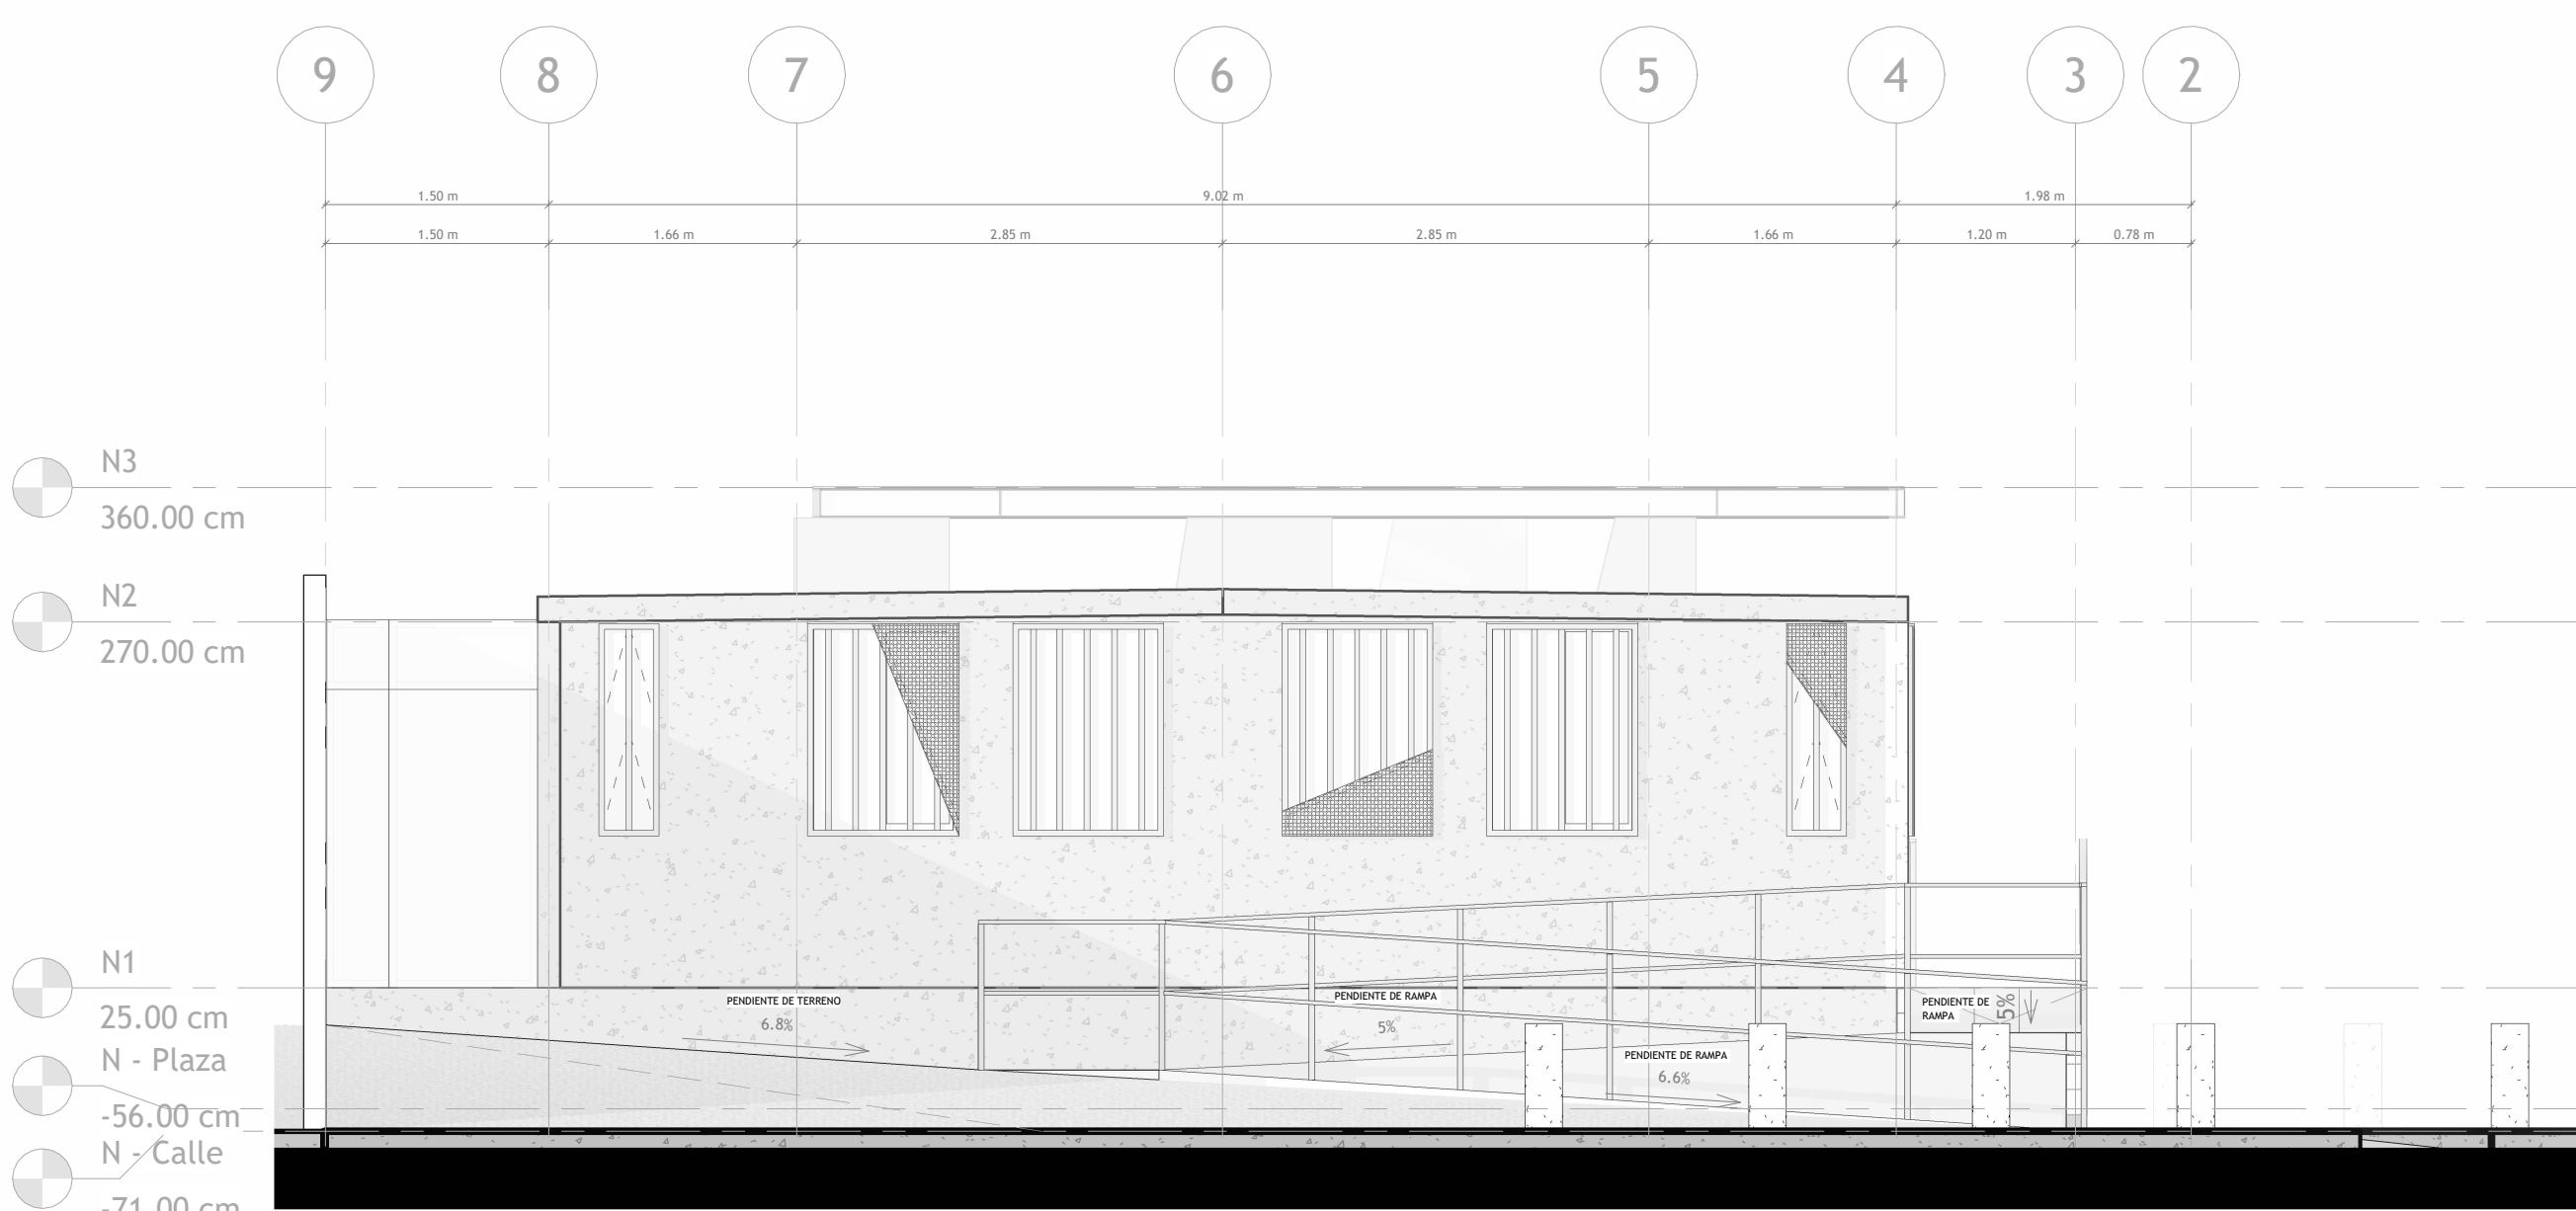 9 8 7 6 5 4 3 2
1.50 m 9.02 m 1.98 m
1.50 m 1.66 m 2.85 m 2.85 m 1.66 m 1.20 m 0.78 m
N3
360.00 cm
N2
270.00 cm
N1
25.00 cm
N - Plaza
-56.00 cm
N - Calle
-71.00 cm
PENDIENTE DE TERRENO
6.8%
PENDIENTE DE RAMPA
5%
PENDIENTE DE RAMPA
6.6%
PENDIENTE DE
RAMPA
5%